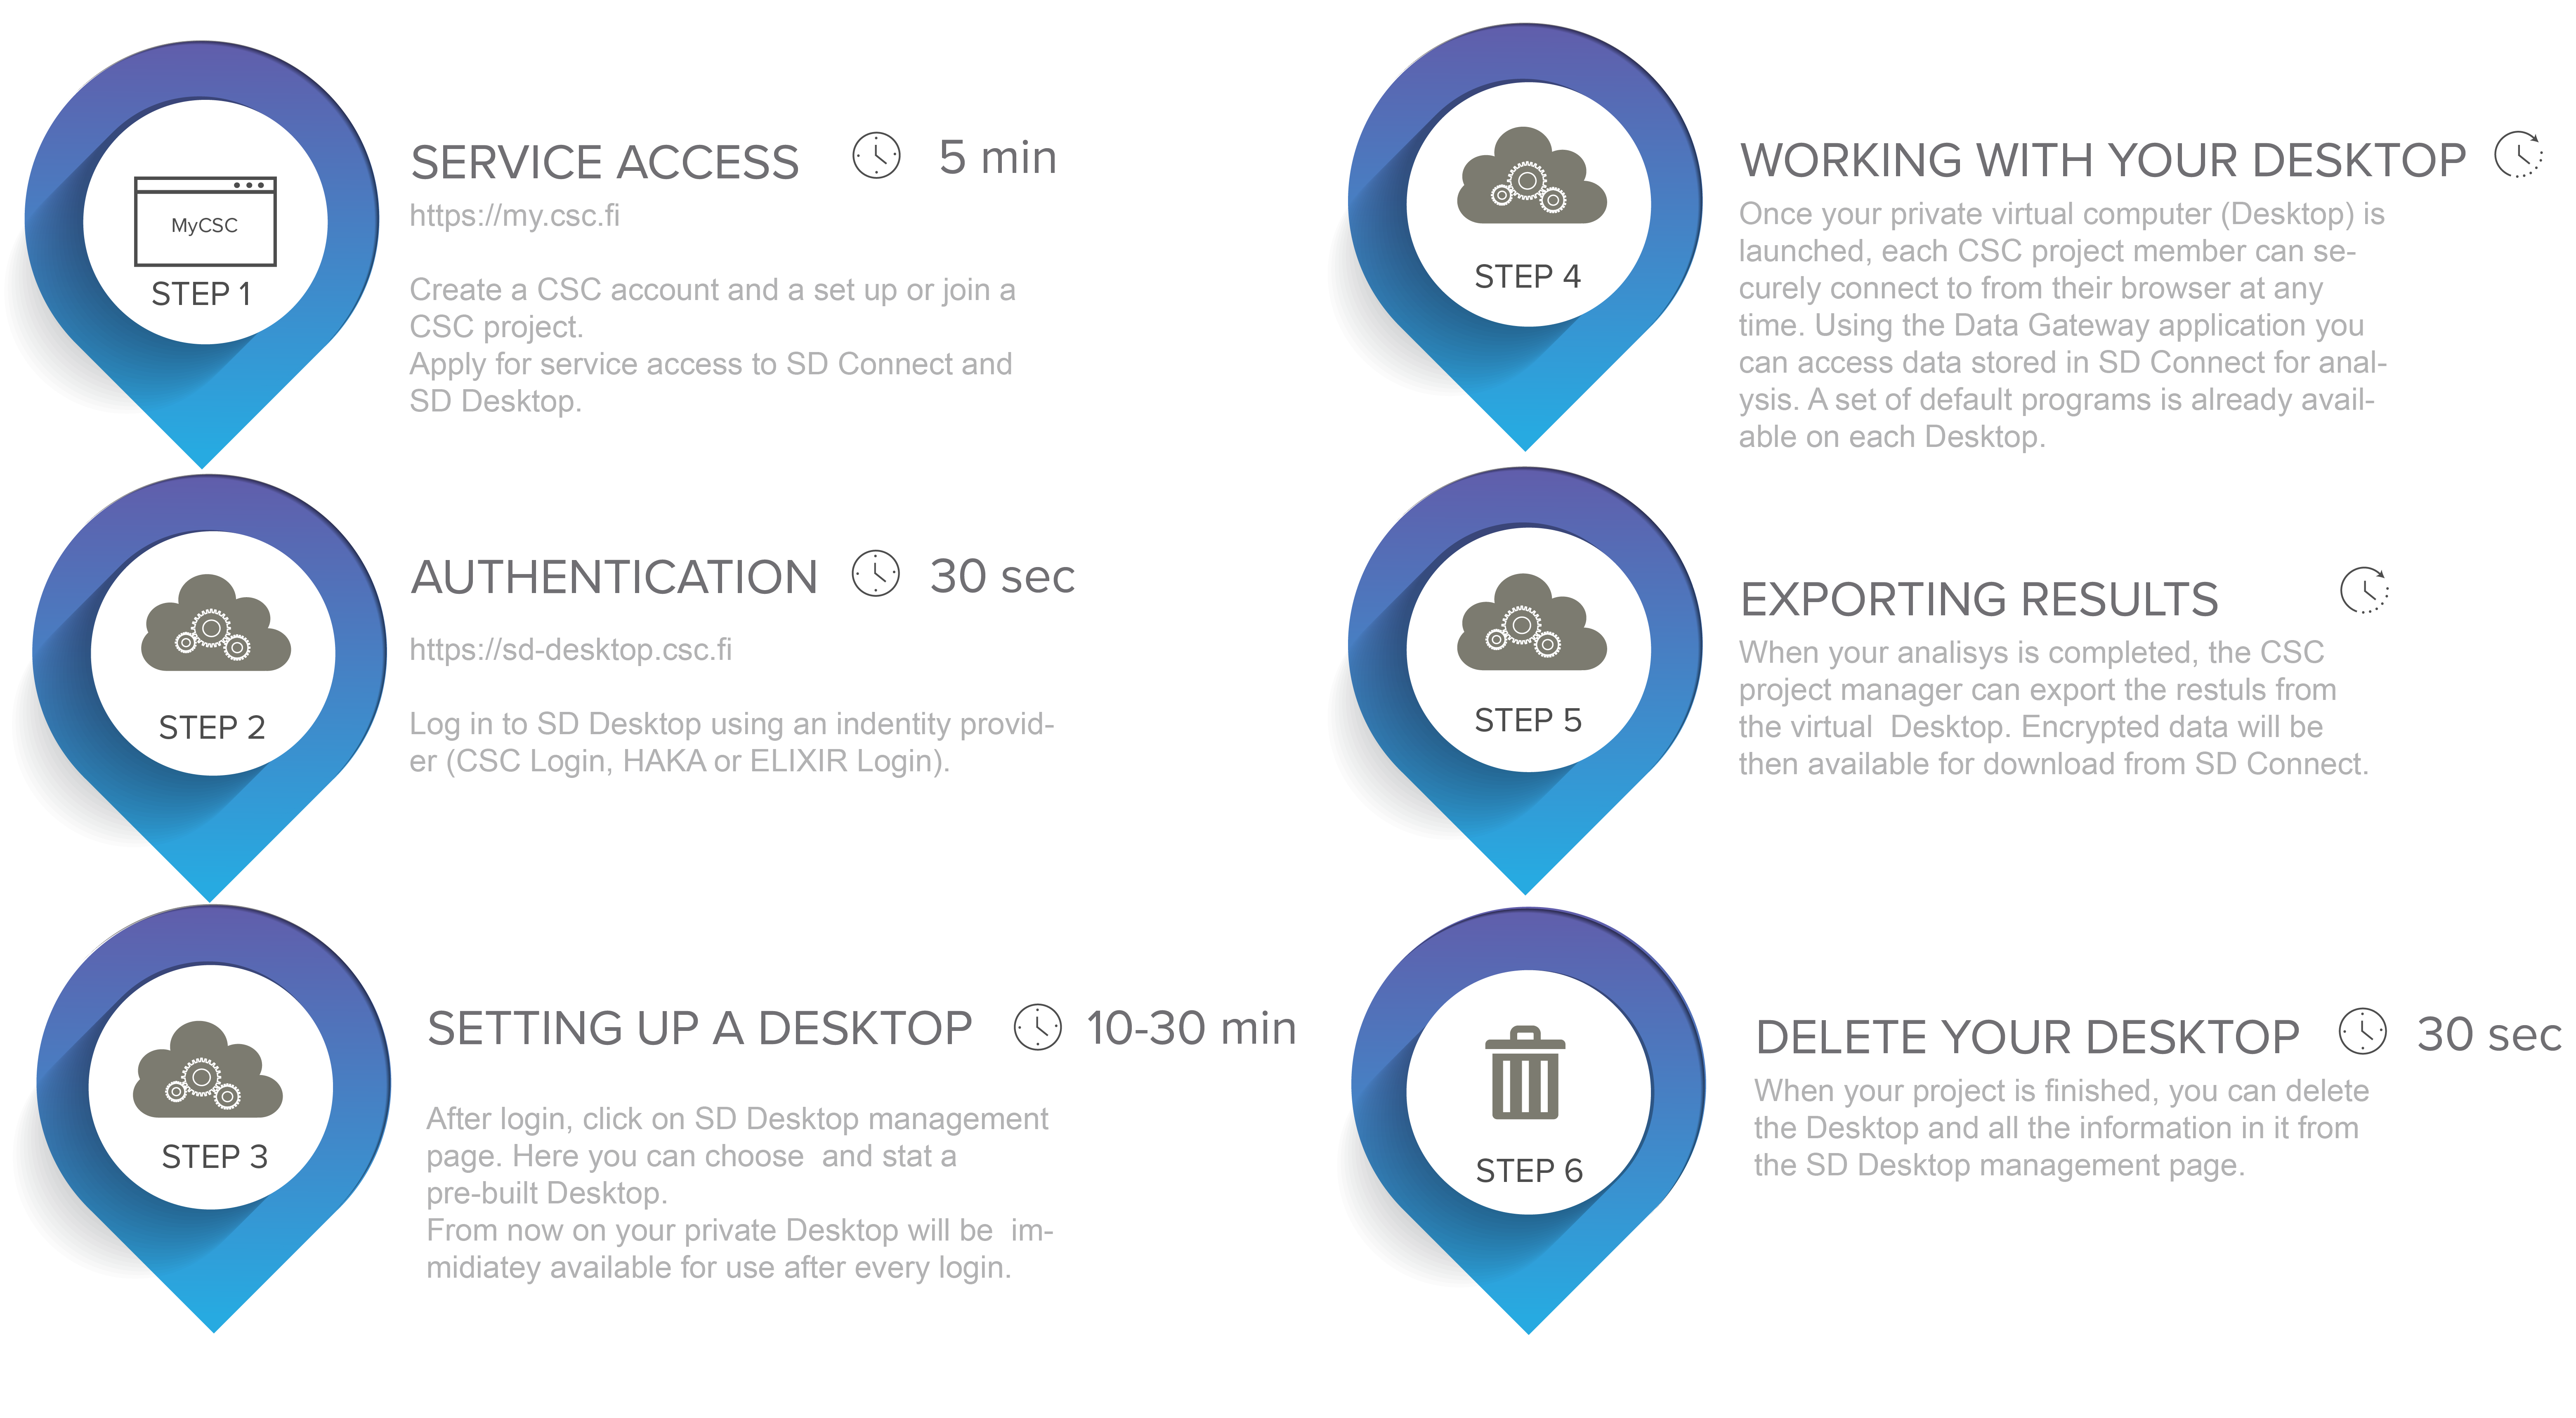 MyCSC
STEP 1
SERVICE ACCESS 5 min
https://my.csc.fi
Create a CSC account and a set up or join a
CSC project.
Apply for service access to SD Connect and
SD Desktop.
STEP 2
AUTHENTICATION 30 sec
https://sd-desktop.csc.fi
Log in to SD Desktop using an indentity provid-
er (CSC Login, HAKA or ELIXIR Login).
STEP 3
SETTING UP A DESKTOP 10-30 min
After login, click on SD Desktop management
page. Here you can choose  and stat a
pre-built Desktop.
From now on your private Desktop will be  im-
midiatey available for use after every login.
STEP 4
WORKING WITH YOUR DESKTOP
Once your private virtual computer (Desktop) is
launched, each CSC project member can se-
curely connect to from their browser at any
time. Using the Data Gateway application you
can access data stored in SD Connect for anal-
ysis. A set of default programs is already avail-
able on each Desktop.
STEP 5
EXPORTING RESULTS
When your analisys is completed, the CSC
project manager can export the restuls from
the virtual  Desktop. Encrypted data will be
then available for download from SD Connect.
STEP 6
DELETE YOUR DESKTOP 30 sec
When your project is finished, you can delete
the Desktop and all the information in it from
the SD Desktop management page.